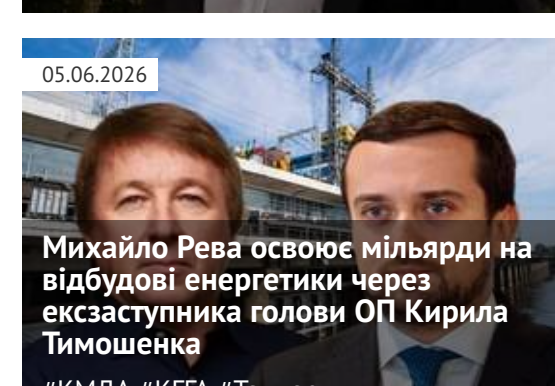 05.06.2026
Михайло Рева освоює мільярди на
відбудові енергетики через
ексзаступника голови ОП Кирила
Тимошенка